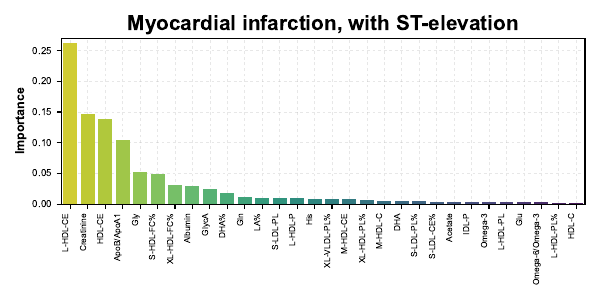 Myocardial infarction, with ST-elevation
Importance
0.25
0.20
0.15
0.10
0.05
0.00
L-HDL-CE
Creatinine
HDL-CE
ApoB/ApoA1
Gly
S-HDL-FC%
XL-HDL-FC%
Albumin
GlycA
DHA%
Gln
LA%
S-LDL-PL
L-HDL-P
His
XL-VLDL-PL%
M-HDL-CE
XL-HDL-PL%
M-HDL-C
DHA
S-LDL-PL%
S-LDL-CE%
Acetate
IDL-P
Omega-3
L-HDL-PL
Glu
Omega-6/Omega-3
L-HDL-PL%
HDL-C